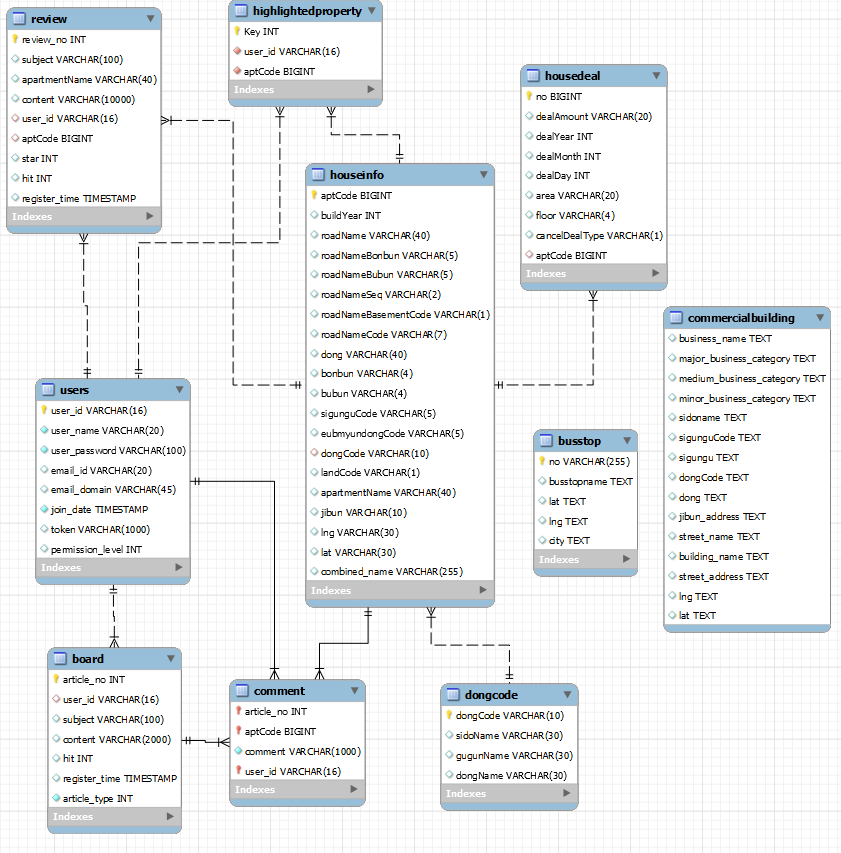 review
review_no INT
subject VARCHAR(100)
apartmentName VARCHAR(40)
content VARCHAR(10000)
user_id VARCHAR(16)
aptCode BIGINT
star INT
hit INT
register_time TIMESTAMP
Indexes
highlightedproperty
Key INT
user_id VARCHAR(16)
aptCode BIGINT
Indexes
housedeal
no BIGINT
dealAmount VARCHAR(20)
dealYear INT
dealMonth INT
dealDay INT
area VARCHAR(20)
floor VARCHAR(4)
cancelDealType VARCHAR(1)
aptCode BIGINT
Indexes
houseinfo
aptCode BIGINT
buildYear INT
roadName VARCHAR(40)
roadNameBonbun VARCHAR(5)
roadNameBubun VARCHAR(5)
roadNameSeq VARCHAR(2)
roadNameBasementCode VARCHAR(1)
roadNameCode VARCHAR(7)
dong VARCHAR(40)
bonbun VARCHAR(4)
bubun VARCHAR(4)
sigunguCode VARCHAR(5)
eubmyundongCode VARCHAR(5)
dongCode VARCHAR(10)
landCode VARCHAR(1)
apartmentName VARCHAR(40)
jibun VARCHAR(10)
lng VARCHAR(30)
lat VARCHAR(30)
combined_name VARCHAR(255)
Indexes
commercialbuilding
business_name TEXT
major_business_category TEXT
medium_business_category TEXT
minor_business_category TEXT
sidoname TEXT
sigunguCode TEXT
sigungu TEXT
dongCode TEXT
dong TEXT
jibun_address TEXT
street_name TEXT
building_name TEXT
street_address TEXT
lng TEXT
lat TEXT
users
user_id VARCHAR(16)
user_name VARCHAR(20)
user_password VARCHAR(100)
email_id VARCHAR(20)
email_domain VARCHAR(45)
join_date TIMESTAMP
token VARCHAR(1000)
permission_level INT
Indexes
busstop
no VARCHAR(255)
busstopname TEXT
lat TEXT
lng TEXT
city TEXT
Indexes
board
article_no INT
user_id VARCHAR(16)
subject VARCHAR(100)
content VARCHAR(2000)
hit INT
register_time TIMESTAMP
article_type INT
Indexes
comment
article_no INT
aptCode BIGINT
comment VARCHAR(1000)
user_id VARCHAR(16)
Indexes
dongcode
dongCode VARCHAR(10)
sidoName VARCHAR(30)
gugunName VARCHAR(30)
dongName VARCHAR(30)
Indexes